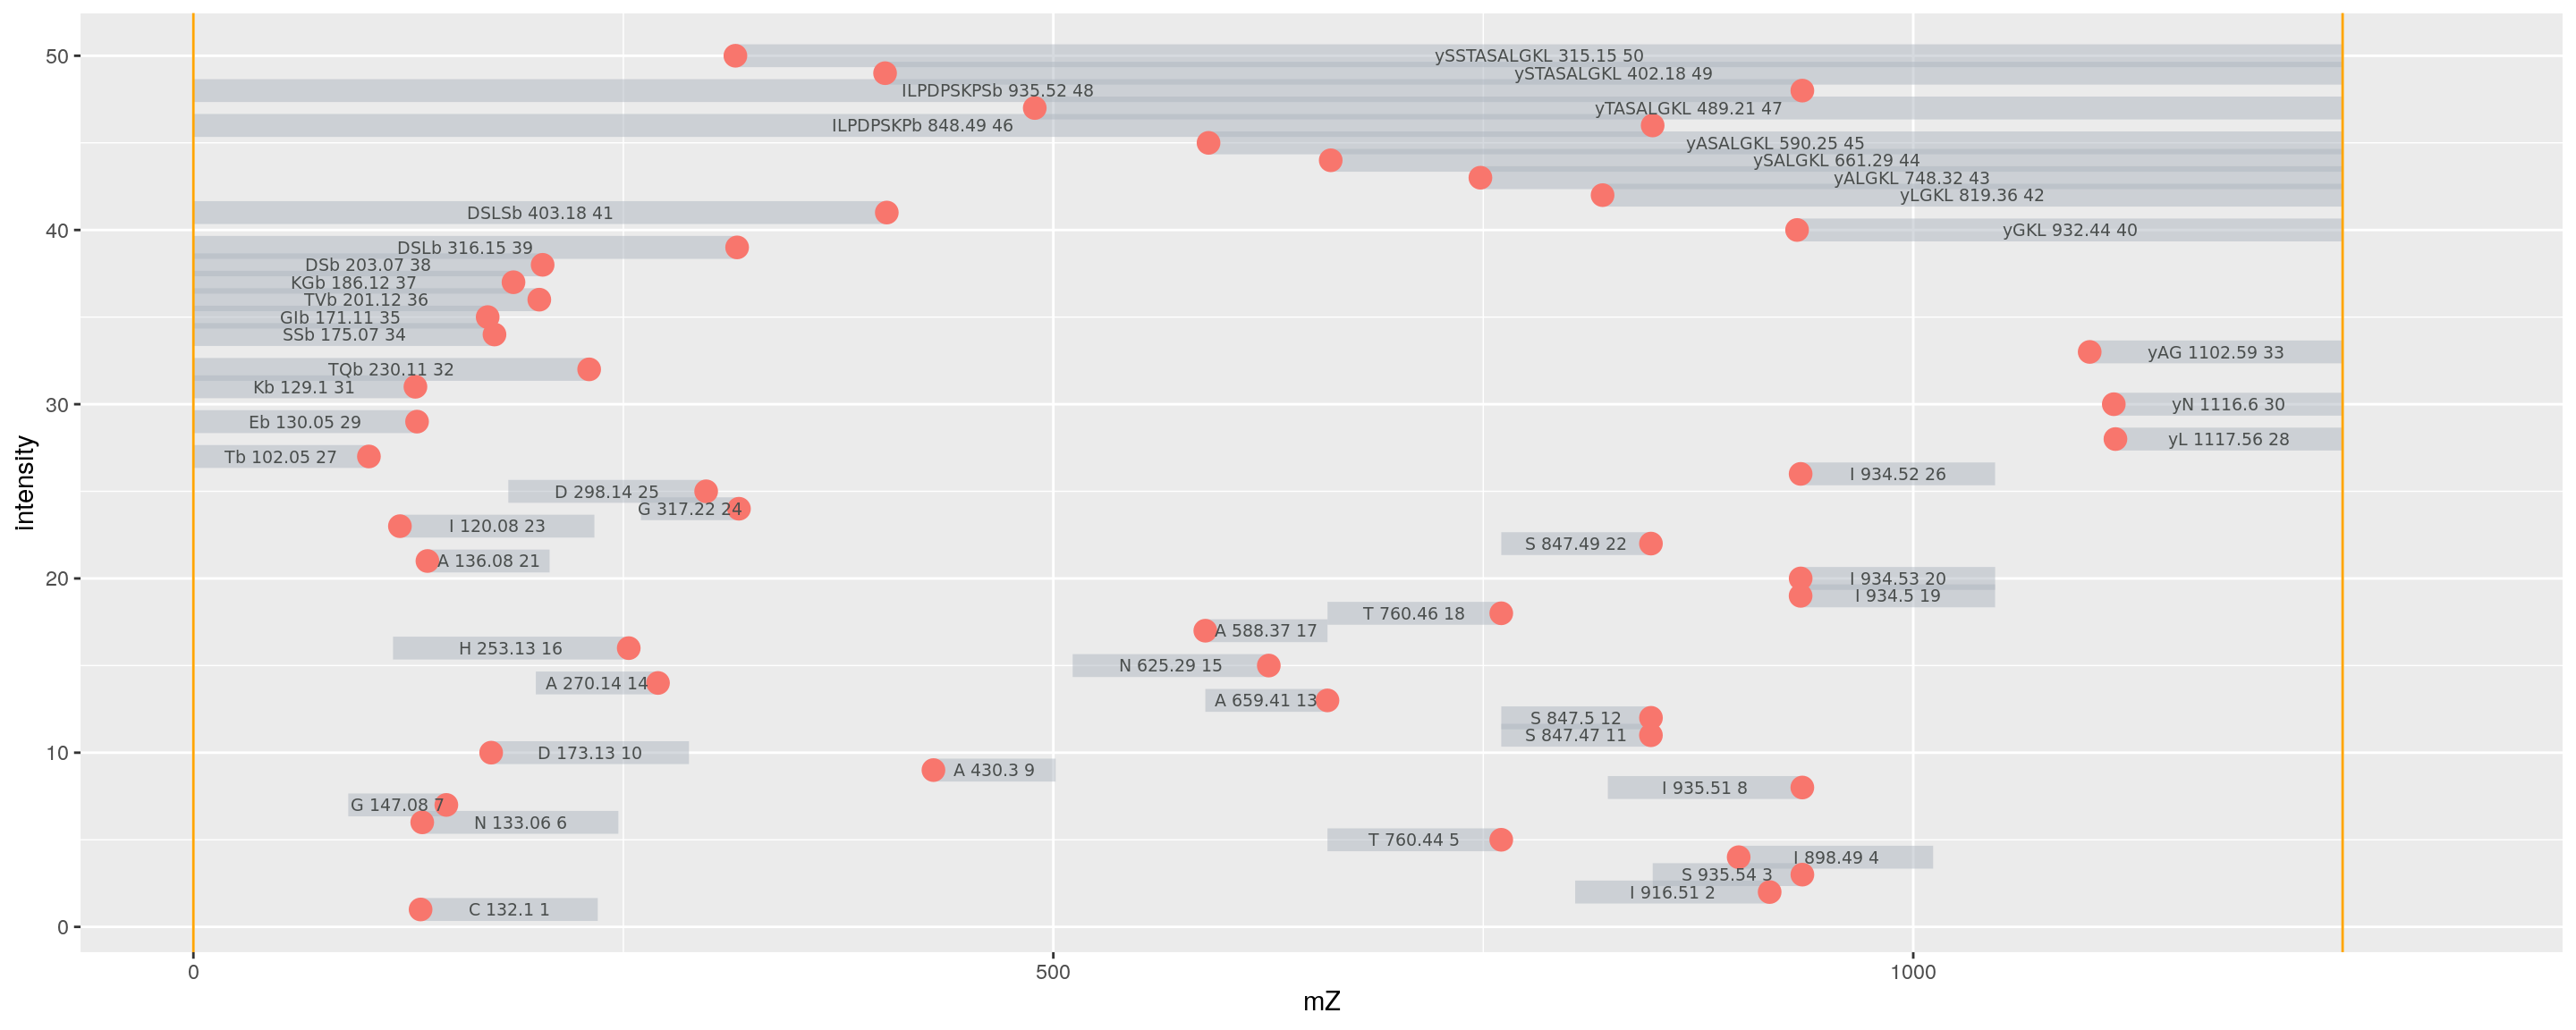 50
ySSTASALGKL 315.15 50
ySTASALGKL 402.18 49
ILPDPSKPSb 935.52 48
yTASALGKL 489.21 47
ILPDPSKPb 848.49 46
yASALGKL 590.25 45
ySALGKL 661.29 44
yALGKL 748.32 43
yLGKL 819.36 42
DSLSb 403.18 41
40
yGKL 932.44 40
DSLb 316.15 39
DSb 203.07 38
KGb 186.12 37
TVb 201.12 36
GIb 171.11 35
SSb 175.07 34
yAG 1102.59 33
TQb 230.11 32
Kb 129.1 31
30
yN 1116.6 30
Eb 130.05 29
yL 1117.56 28
Tb 102.05 27
I 934.52 26
D 298.14 25
G 317.22 24
I 120.08 23
S 847.49 22
A 136.08 21
20
I 934.53 20
I 934.5 19
T 760.46 18
A 588.37 17
H 253.13 16
N 625.29 15
A 270.14 14
A 659.41 13
S 847.5 12
S 847.47 11
10
D 173.13 10
A 430.3 9
I 935.51 8
G 147.08 7
N 133.06 6
T 760.44 5
I 898.49 4
S 935.54 3
I 916.51 2
C 132.1 1
0
intensity
0
500
1000
mZ